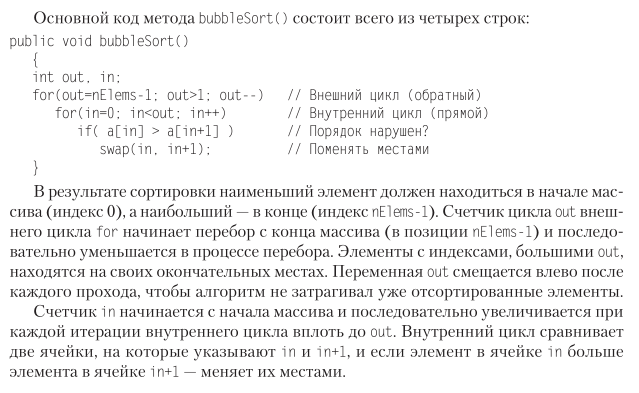 Основной код метода bubbleSort() состоит всего из четырех строк:
public void bubbleSort()
{
int out, in;
for(out=nElems-1; out>1; out--) // Внешний цикл (обратный)
for(in=0; in<out; in++) // Внутренний цикл (прямой)
if( a[in] > a[in+1] ) // Порядок нарушен?
swap(in, in+1); // Поменять местами
}
В результате сортировки наименьший элемент должен находиться в начале мас-
сива (индекс 0), а наибольший — в конце (индекс nElems-1). Счетчик цикла out внеш-
него цикла for начинает перебор с конца массива (в позиции nElems-1) и последо-
вательно уменьшается в процессе перебора. Элементы с индексами, большими out,
находятся на своих окончательных местах. Переменная out смещается влево после
каждого прохода, чтобы алгоритм не затрагивал уже отсортированные элементы.
Счетчик in начинается с начала массива и последовательно увеличивается при
каждой итерации внутреннего цикла вплоть до out. Внутренний цикл сравнивает
две ячейки, на которые указывают in и in+1, и если элемент в ячейке in больше
элемента в ячейке in+1 — меняет их местами.